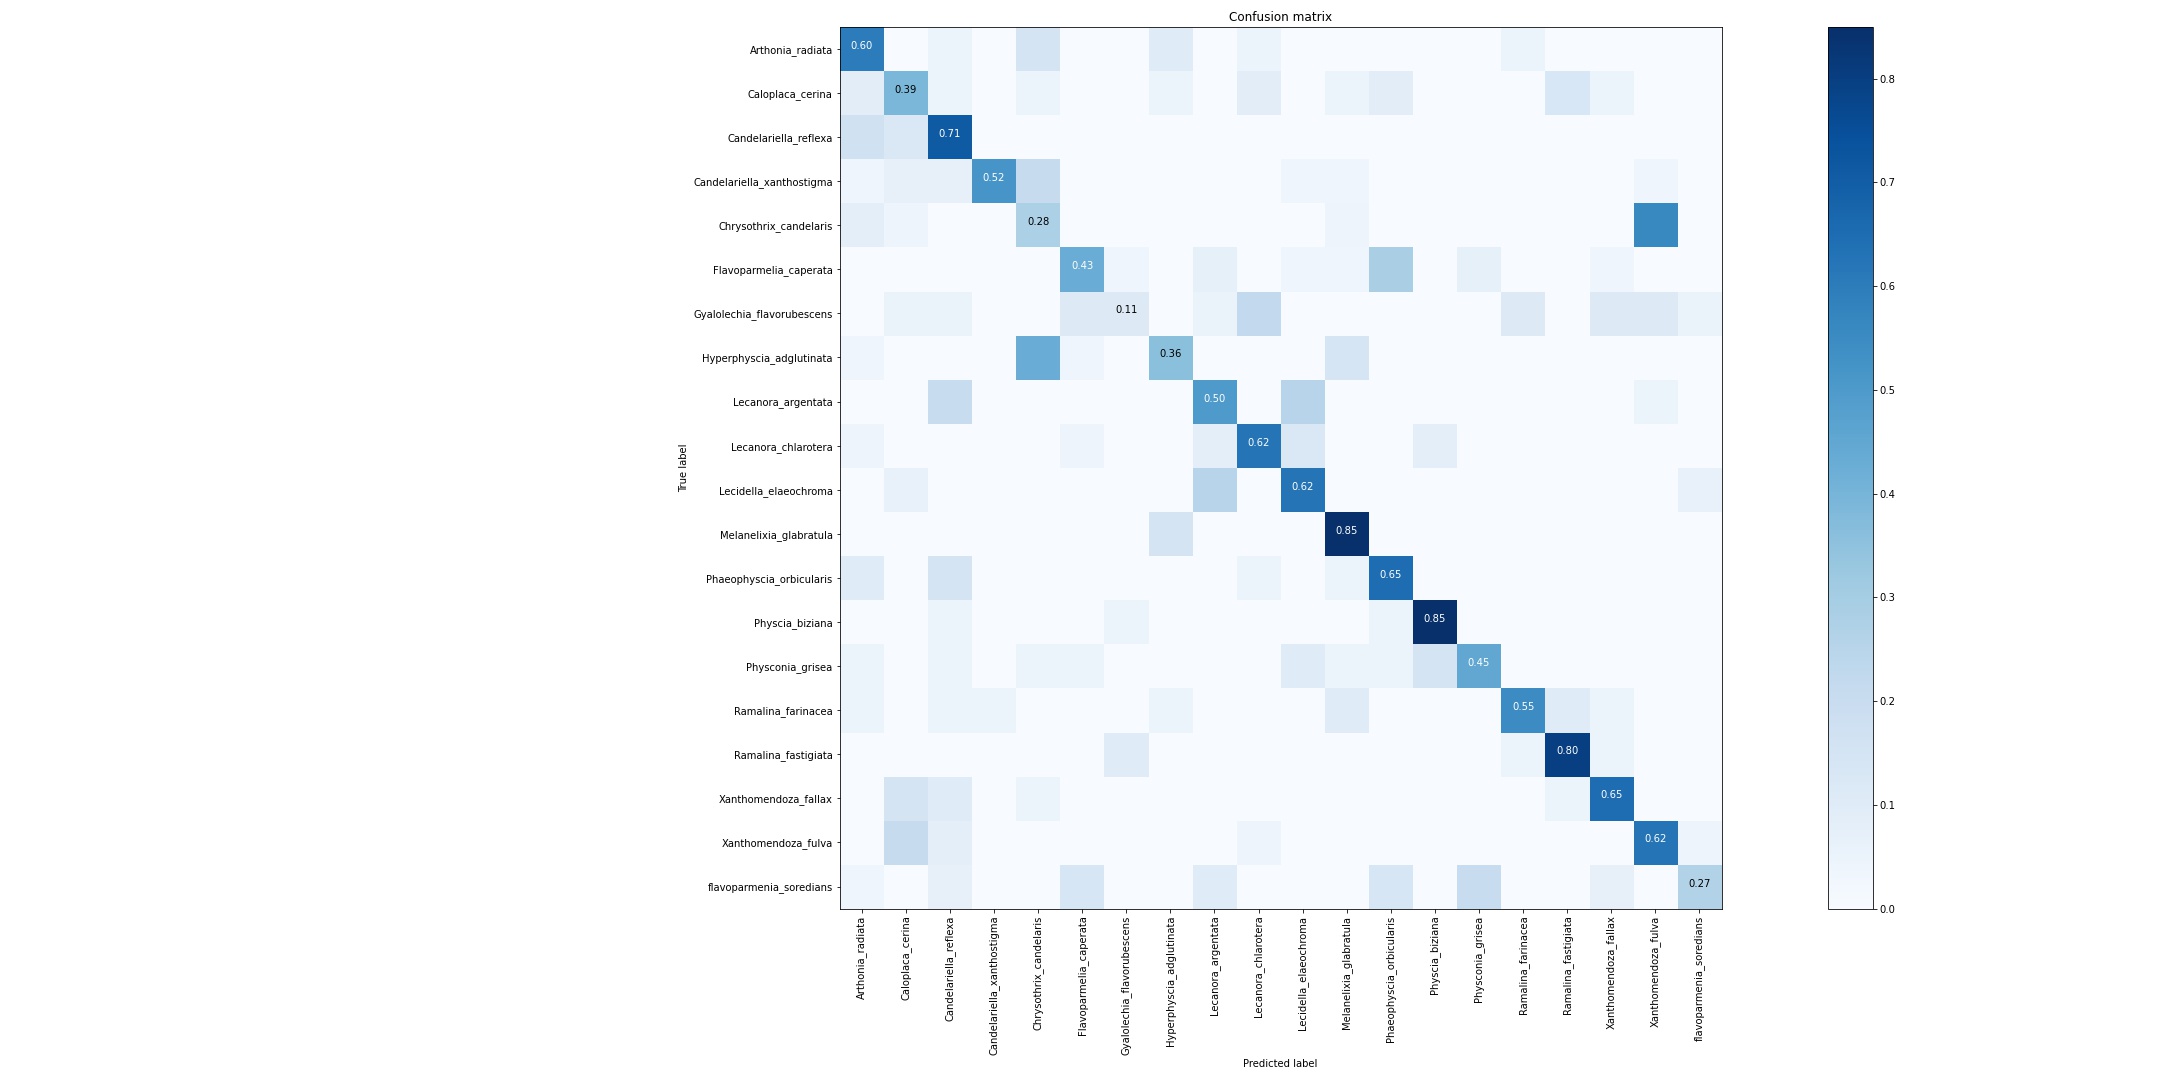 Confusion matrix
Arthonia_radiata
0.60
Caloplaca_cerina
0.39
Candelariella_reflexa
0.71
Candelariella_xanthostigma
0.52
Chrysothrix_candelaris
0.28
Flavoparmelia_caperata
0.43
Gyalolechia_flavorubescens
0.11
Hyperphyscia_adglutinata
0.36
Lecanora_argentata
0.50
Lecanora_chlarotera
0.62
Lecidella_elaeochroma
0.62
Melanelixia_glabratula
0.85
Phaeophyscia_orbicularis
0.65
Physcia_biziana
0.85
Physconia_grisea
0.45
Ramalina_farinacea
0.55
Ramalina_fastigiata
0.80
Xanthomendoza_fallax
0.65
Xanthomendoza_fulva
0.62
flavoparmenia_soredians
0.27
True label
Arthonia_radiata
Caloplaca_cerina
Candelariella_reflexa
Candelariella_xanthostigma
Chrysothrix_candelaris
Flavoparmelia_caperata
Gyalolechia_flavorubescens
Hyperphyscia_adglutinata
Lecanora_argentata
Lecanora_chlarotera
Lecidella_elaeochroma
Melanelixia_glabratula
Phaeophyscia_orbicularis
Physcia_biziana
Physconia_grisea
Ramalina_farinacea
Ramalina_fastigiata
Xanthomendoza_fallax
Xanthomendoza_fulva
flavoparmenia_soredians
Predicted label
0.8
0.7
0.6
0.5
0.4
0.3
0.2
0.1
0.0